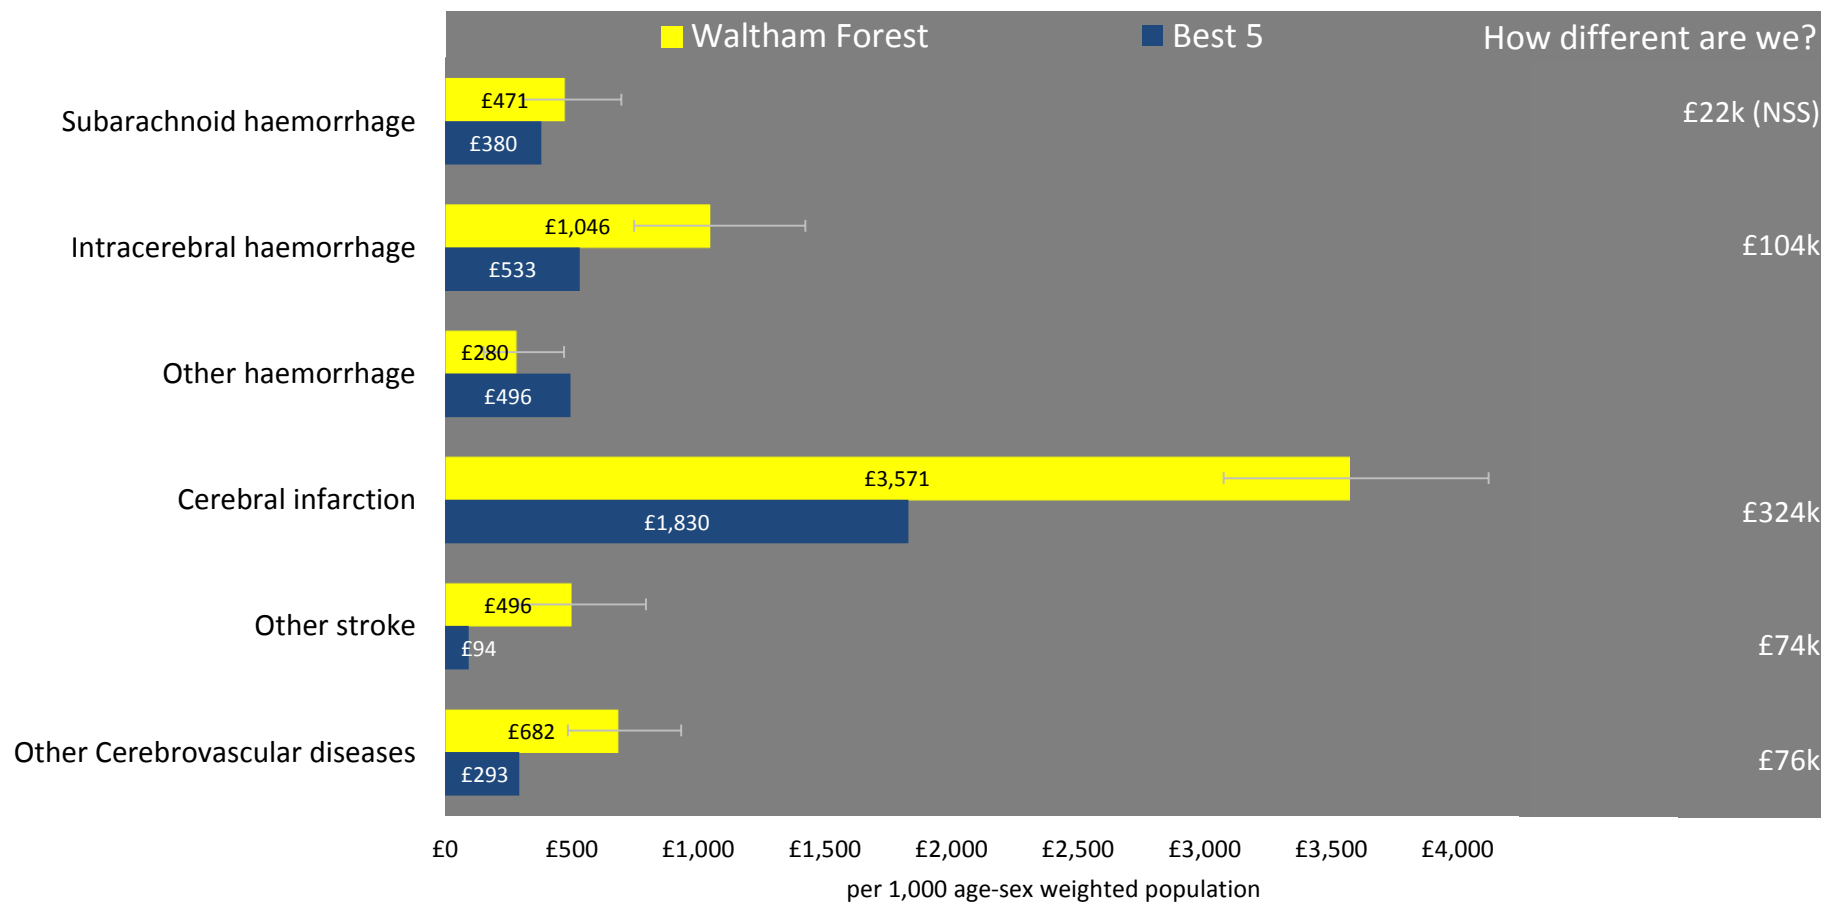 Waltham Forest
Best 5
How different are we?
Subarachnoid haemorrhage
£471
£380
£22k (NSS)
Intracerebral haemorrhage
£1,046
£533
£104k
Other haemorrhage
£280
£496
Cerebral infarction
£3,571
£1,830
£324k
Other stroke
£496
£94
£74k
Other Cerebrovascular diseases
£682
£293
£76k
£0 £500 £1,000 £1,500 £2,000 £2,500 £3,000 £3,500 £4,000
per 1,000 age-sex weighted population